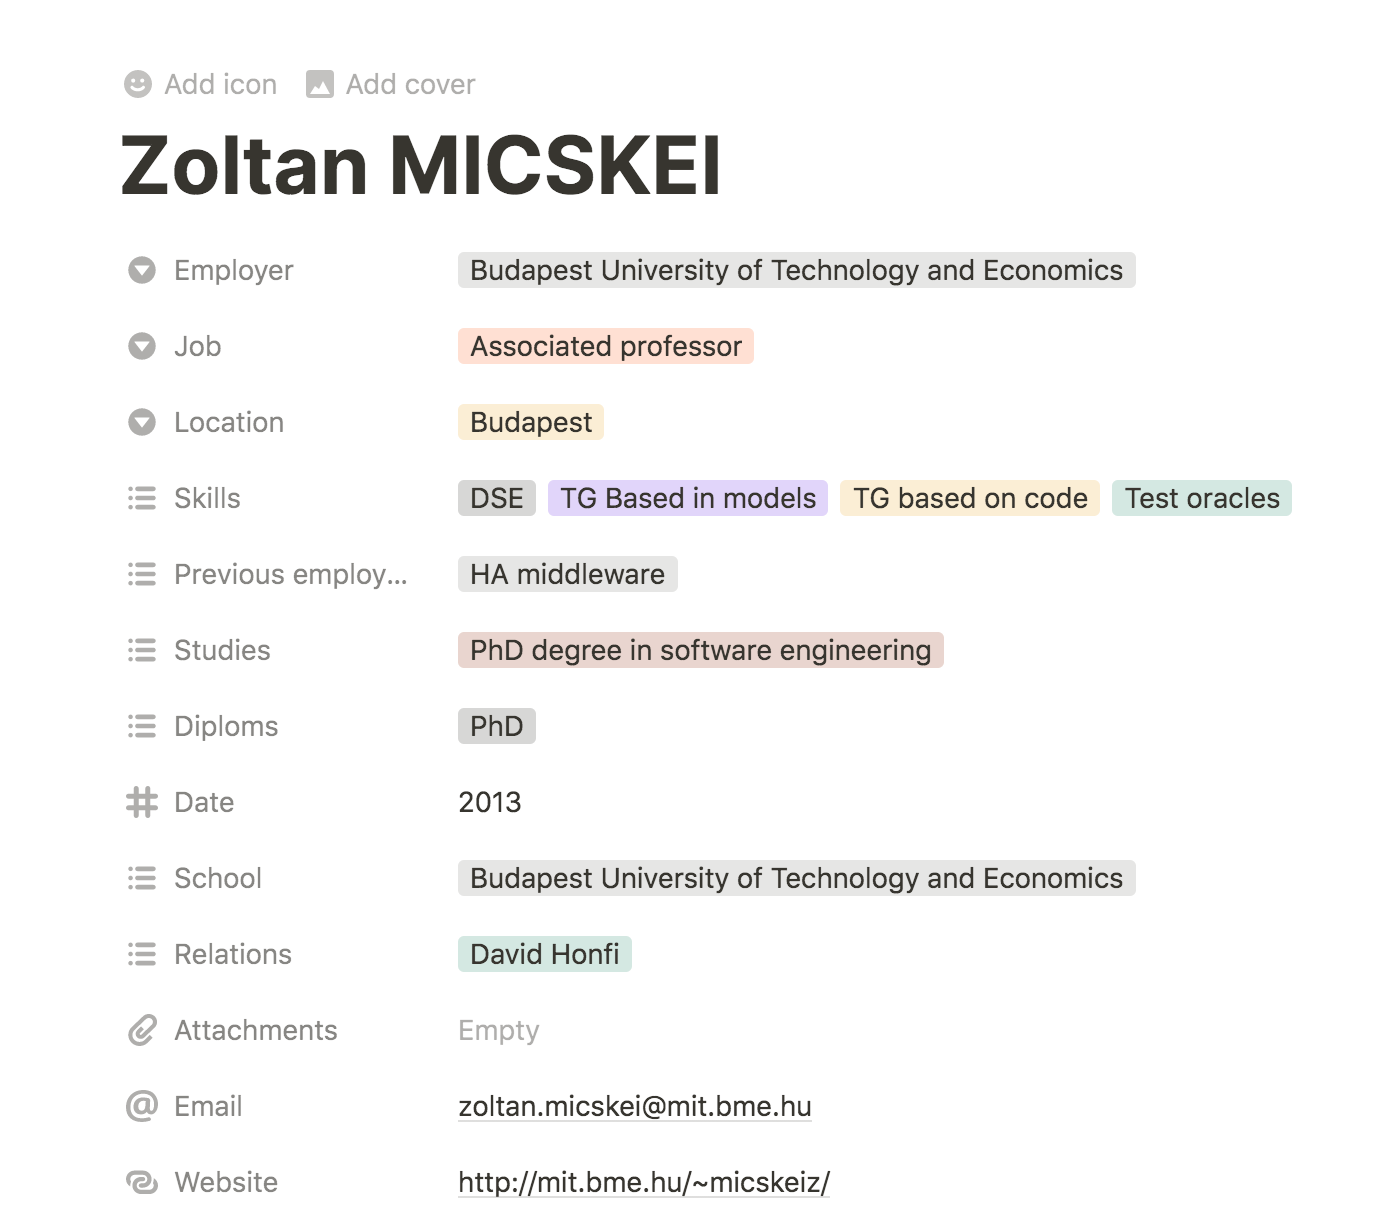 Add icon Add cover
Zoltan MICSKEI
Employer Budapest University of Technology and Economics
Job Associated professor
Location Budapest
Skills DSE TG Based in models TG based on code Test oracles
Previous employ... HA middleware
Studies PhD degree in software engineering
Diploms PhD
Date 2013
School Budapest University of Technology and Economics
Relations David Honfi
Attachments Empty
Email zoltan.micskei@mit.bme.hu
Website http://mit.bme.hu/~micskeiz/